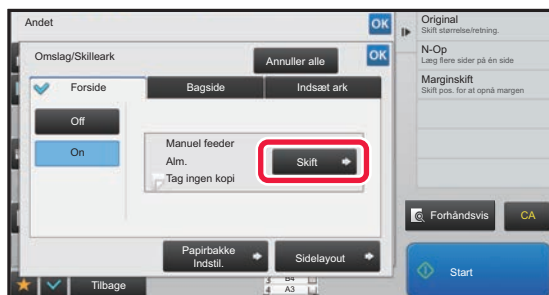 Andet
OK
Omslag/Skilleark
Annuller alle
OK
Forside
Bagside
Indsæt ark
Off
On
Manuel feeder
Alm.
Tag ingen kopi
Skift
Papirbakke
Indstil.
Sidelayout
Tilbage
B4
4 A3
Original
Skift størrelse/retning.
N-Op
Læg flere sider på én side
Marginskift
Skift pos. for at opnå margen
Forhåndsvis
CA
Start